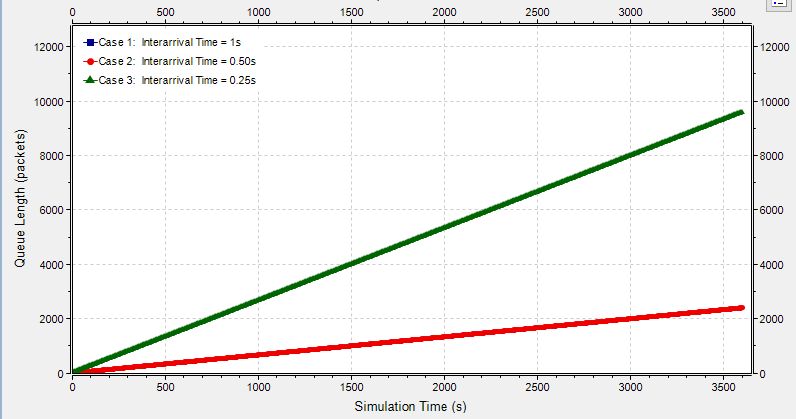 0 500 1000 1500 2000 2500 3000 3500
Case 1: Interarrival Time = 1s
Case 2: Interarrival Time = 0.50s
Case 3: Interarrival Time = 0.25s
12000 12000
10000 10000
8000 8000
6000 6000
4000 4000
2000 2000
0 0
Queue Length (packets)
0 500 1000 1500 2000 2500 3000 3500
Simulation Time (s)